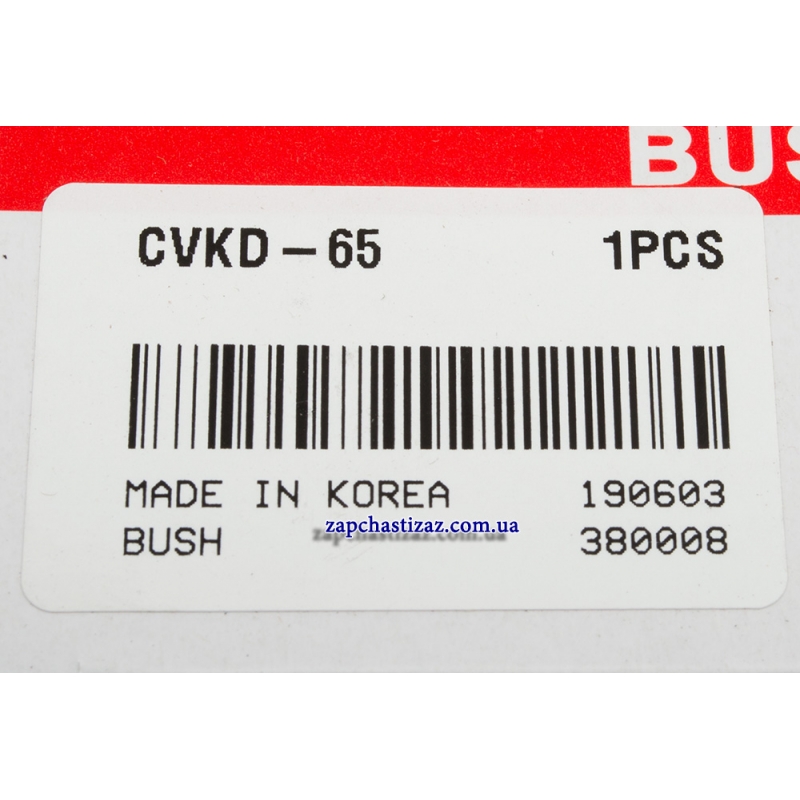 BUS
CVKD-65 1PCS
MADE IN KOREA 190603
zapchastizaz.com.ua
BUSH 380008